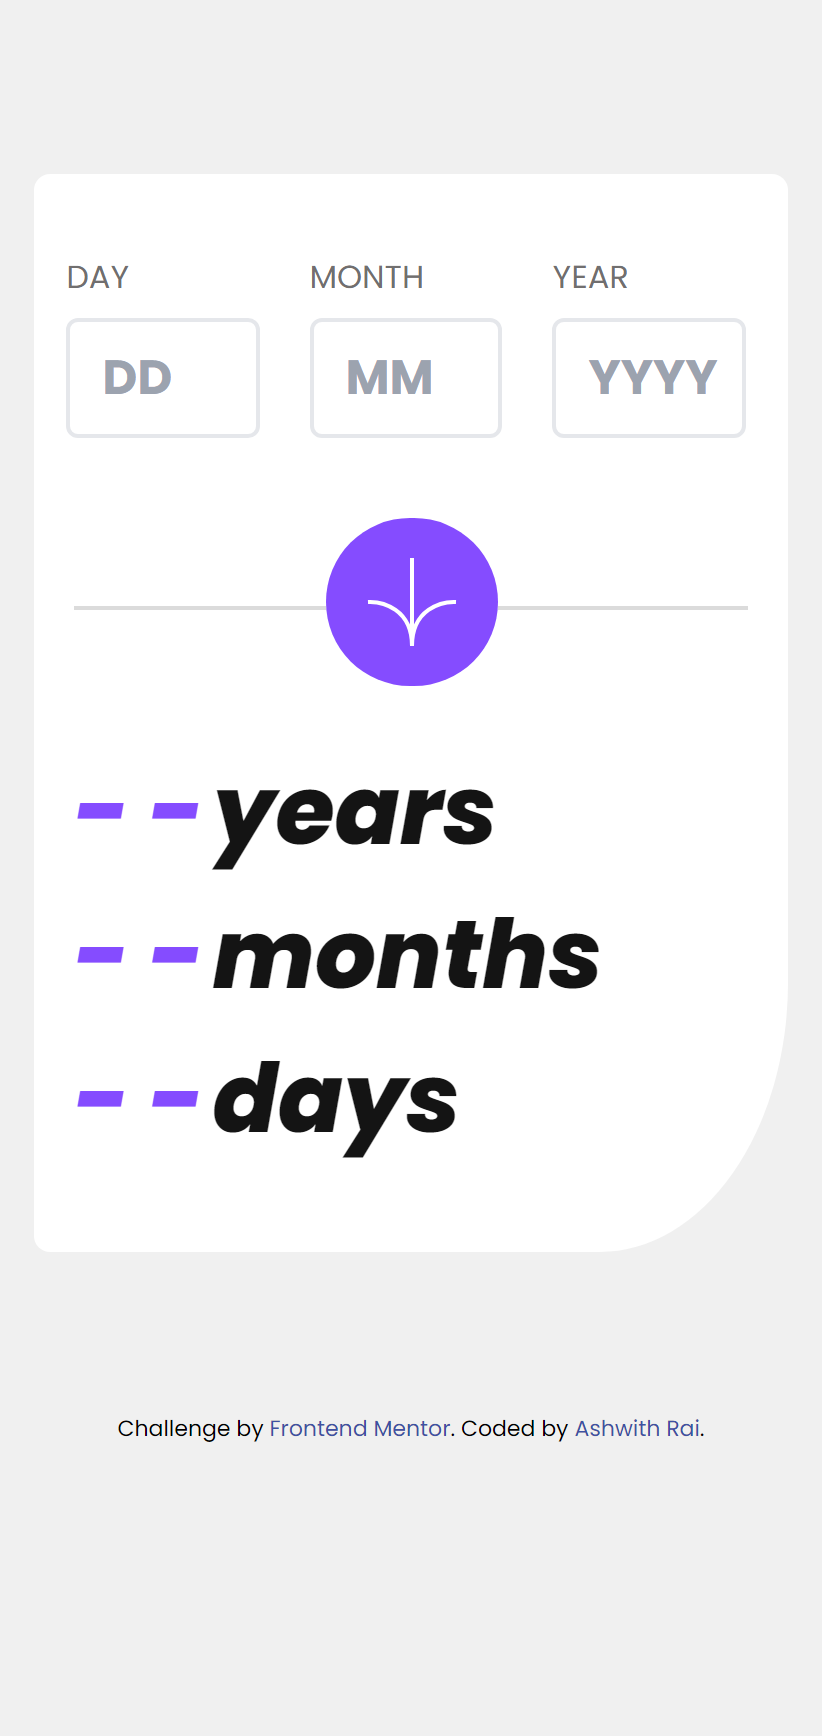 DAY MONTH YEAR
DD MM YYYY
- - years
- - months
- - days
Challenge by Frontend Mentor. Coded by Ashwith Rai.